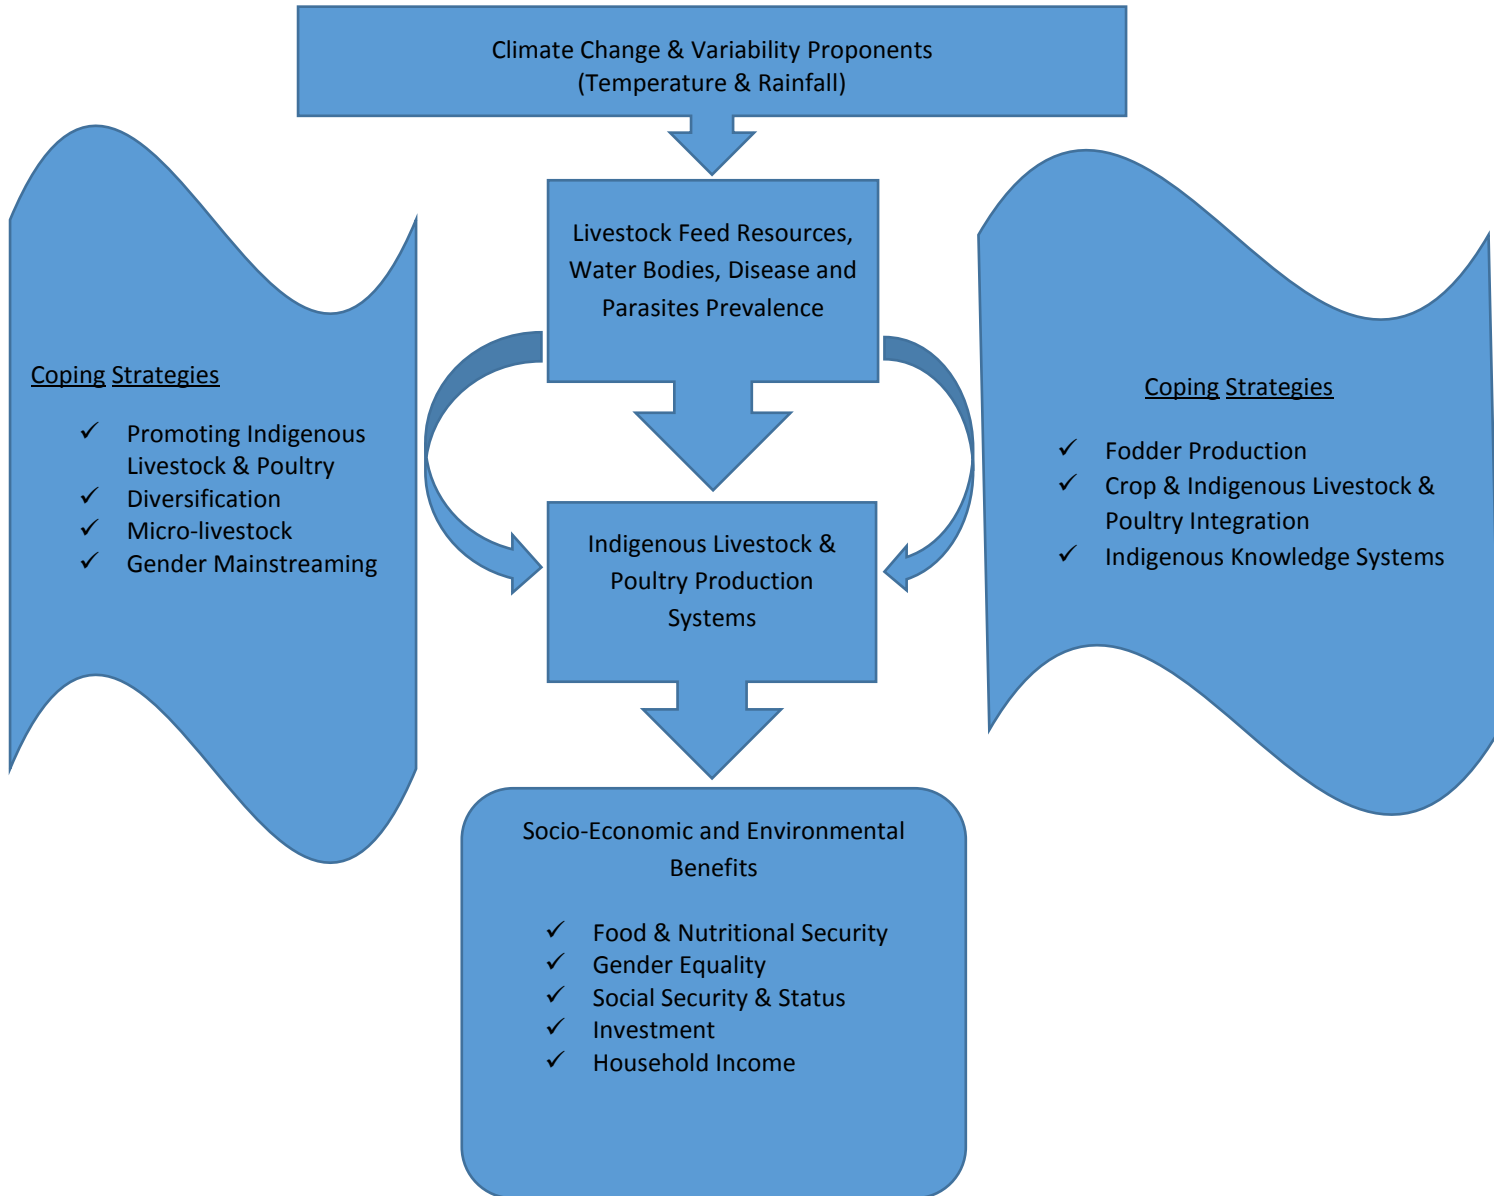 Climate Change & Variability Proponents
(Temperature & Rainfall)
Livestock Feed Resources,
Water Bodies, Disease and
Parasites Prevalence
Coping Strategies
✓ Promoting Indigenous
Livestock & Poultry
✓ Diversification
✓ Micro-livestock
✓ Gender Mainstreaming
Coping Strategies
✓ Fodder Production
✓ Crop & Indigenous Livestock &
Poultry Integration
✓ Indigenous Knowledge Systems
Indigenous Livestock &
Poultry Production
Systems
Socio-Economic and Environmental
Benefits
✓ Food & Nutritional Security
✓ Gender Equality
✓ Social Security & Status
✓ Investment
✓ Household Income